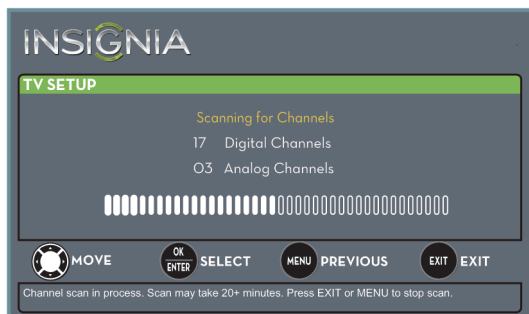 INSIGNIA
TV SETUP
Scanning for Channels
17 Digital Channels
03 Analog Channels
MOVE OK ENTER SELECT MENU PREVIOUS EXIT EXIT
Channel scan in process. Scan may take 20+ minutes. Press EXIT or MENU to stop scan.